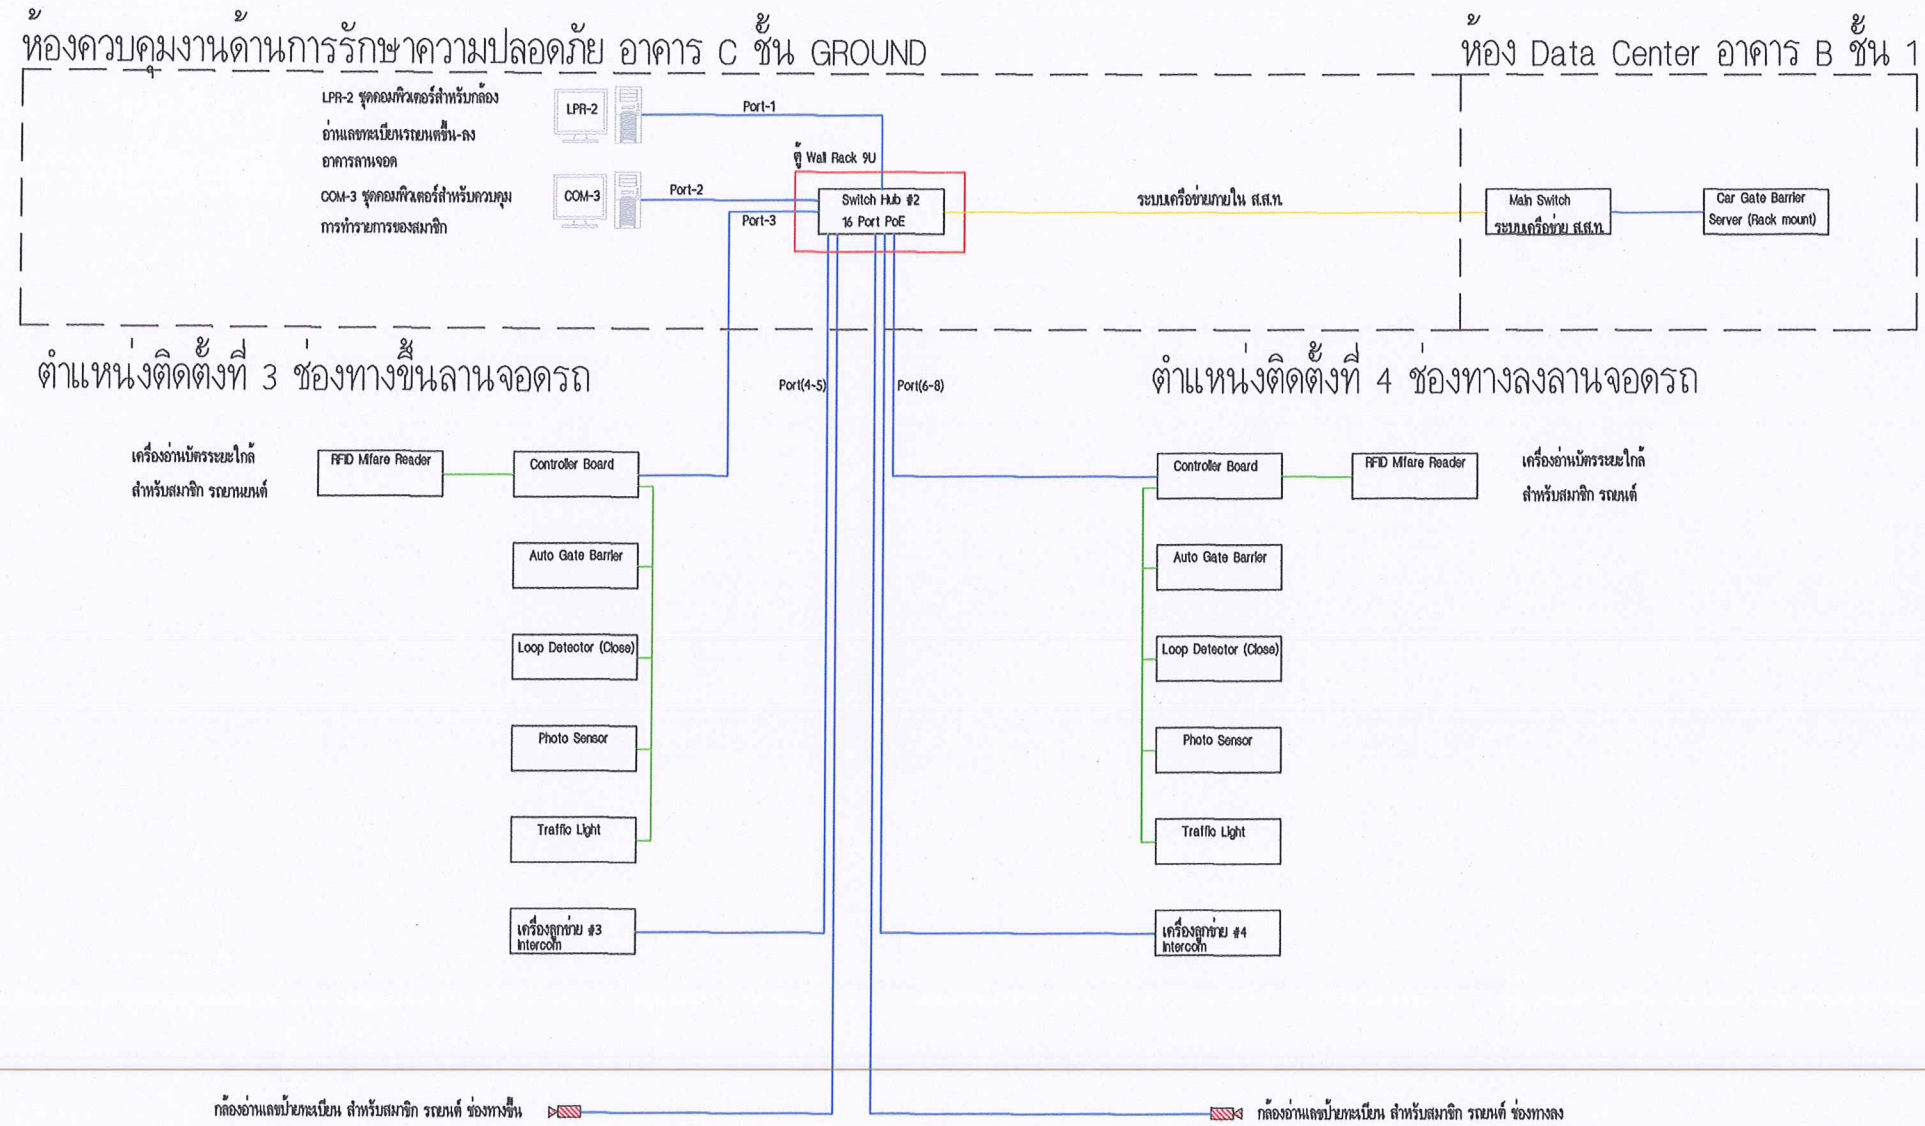 ห้องควบคุมงานด้านการรักษาความปลอดภัย อาคาร C ชั้น GROUND
ห้อง Data Center อาคาร B ชั้น 1
LPR-2 ชุดคอมพิวเตอร์สำหรับกล้อง
อ่านเลขทะเบียนรถยนต์ขึ้น-ลง
อาคารลานจอด
LPR-2
Port-1
ตู้ Wall Rack 9U
COM-3 ชุดคอมพิวเตอร์สำหรับควบคุม
การทำรายการของสมาชิก
COM-3
Port-2
Port-3
Switch Hub #2
16 Port PoE
ระบบเครือข่ายภายใน ส.ส.ท.
Main Switch
ระบบเครือข่าย ส.ส.ท.
Car Gate Barrier
Server (Rack mount)
ตำแหน่งติดตั้งที่ 3 ช่องทางขึ้นลานจอดรถ
Port(4-5)
Port(6-8)
ตำแหน่งติดตั้งที่ 4 ช่องทางลงลานจอดรถ
เครื่องอ่านบัตรระยะใกล้
สำหรับสมาชิก รถยานยนต์
RFID Mifare Reader
Controller Board
Controller Board
RFID Mifare Reader
เครื่องอ่านบัตรระยะใกล้
สำหรับสมาชิก รถยนต์
Auto Gate Barrier
Auto Gate Barrier
Loop Detector (Close)
Loop Detector (Close)
Photo Sensor
Photo Sensor
Traffic Light
Traffic Light
เครื่องลูกข่าย #3
Intercom
เครื่องลูกข่าย #4
Intercom
กล้องอ่านเลขป้ายทะเบียน สำหรับสมาชิก รถยนต์ ช่องทางขึ้น
กล้องอ่านเลขป้ายทะเบียน สำหรับสมาชิก รถยนต์ ช่องทางลง